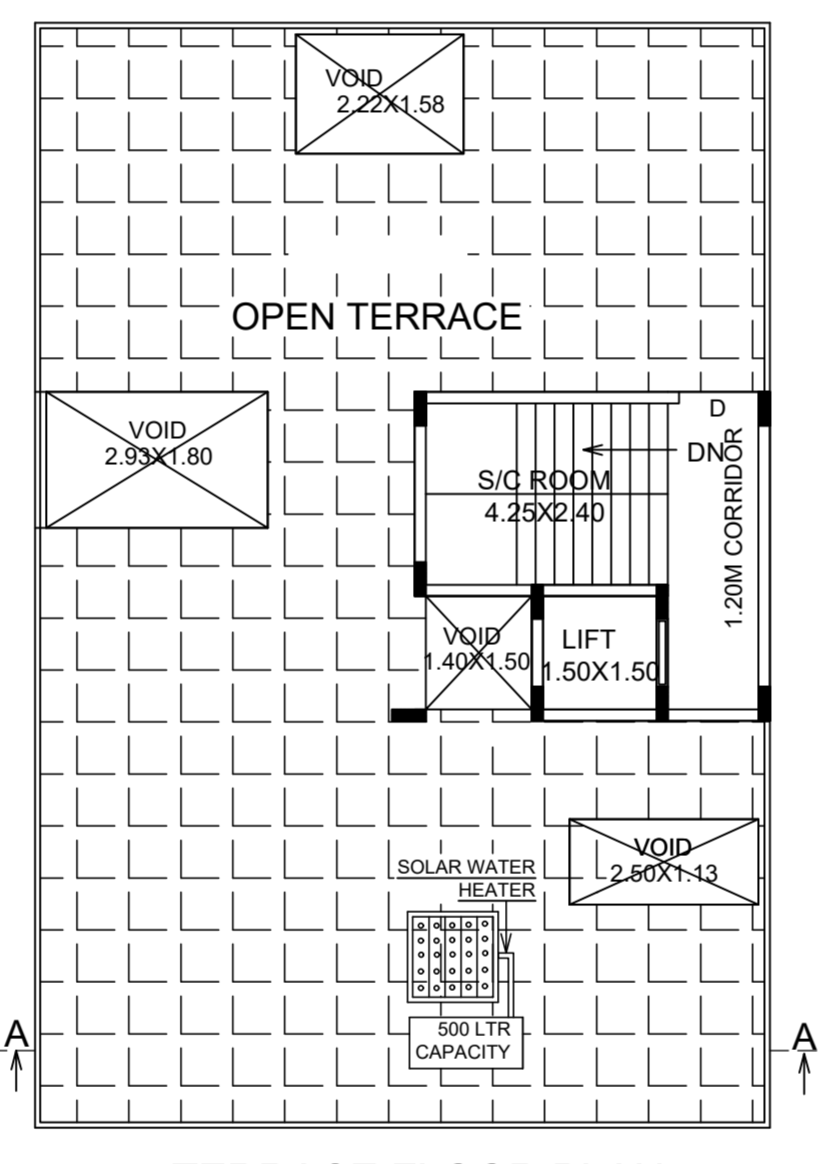 VOID
2.22X1.58
OPEN TERRACE
VOID
2.93X1.80
D
DN
S/C ROOM
4.25X2.40
1.20M CORRIDOR
VOID
1.40X1.50
LIFT
1.50X1.50
VOID
2.50X1.13
SOLAR WATER
HEATER
500 LTR
CAPACITY
A
A